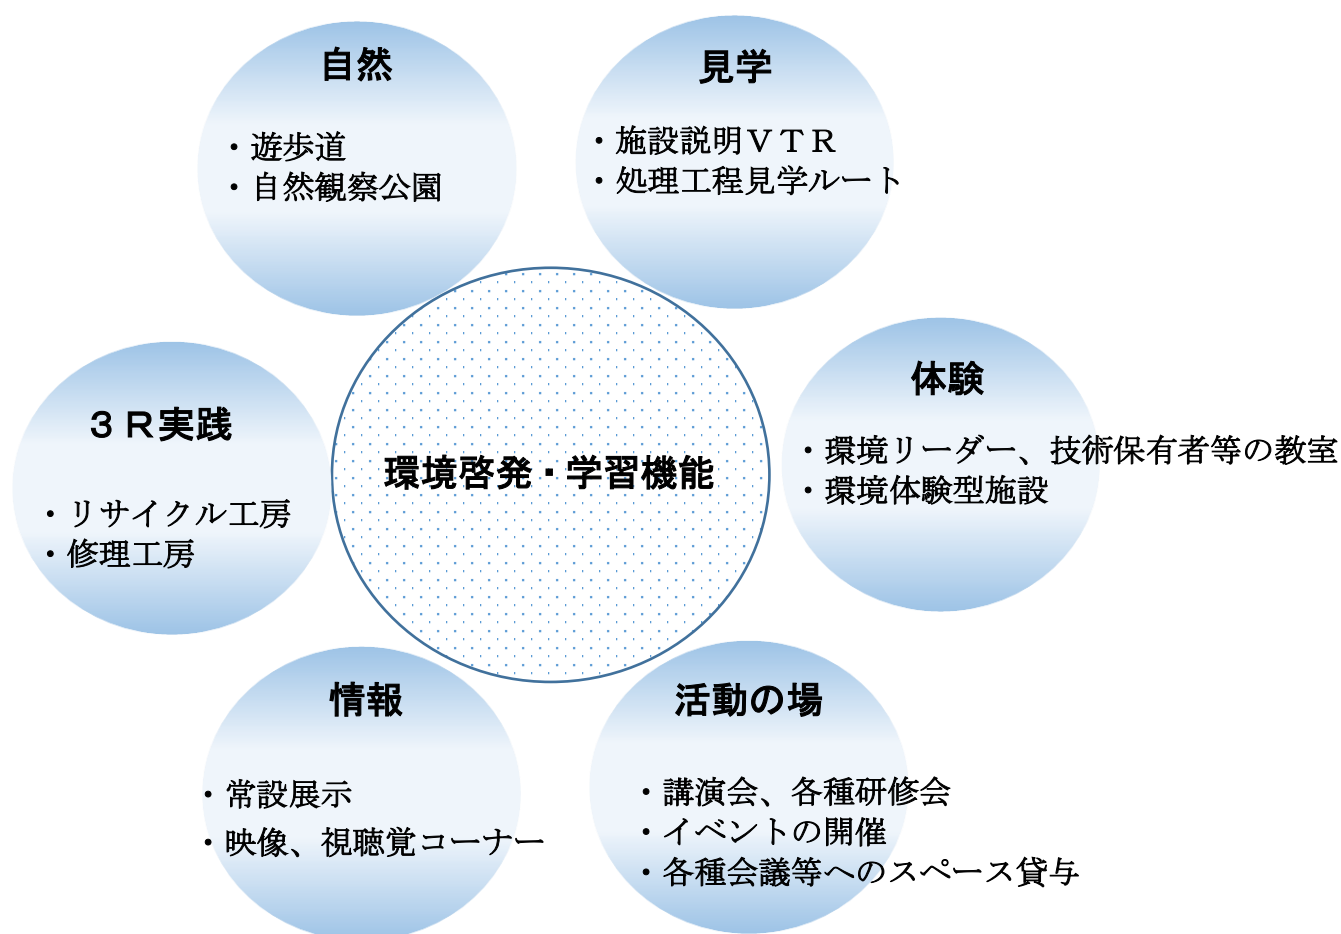 自然
・遊歩道
・自然観察公園
見学
・施設説明ＶＴＲ
・処理工程見学ルート
３Ｒ実践
・リサイクル工房
・修理工房
環境啓発・学習機能
体験
・環境リーダー、技術保有者等の教室
・環境体験型施設
情報
・常設展示
・映像、視聴覚コーナー
活動の場
・講演会、各種研修会
・イベントの開催
・各種会議等へのスペース貸与